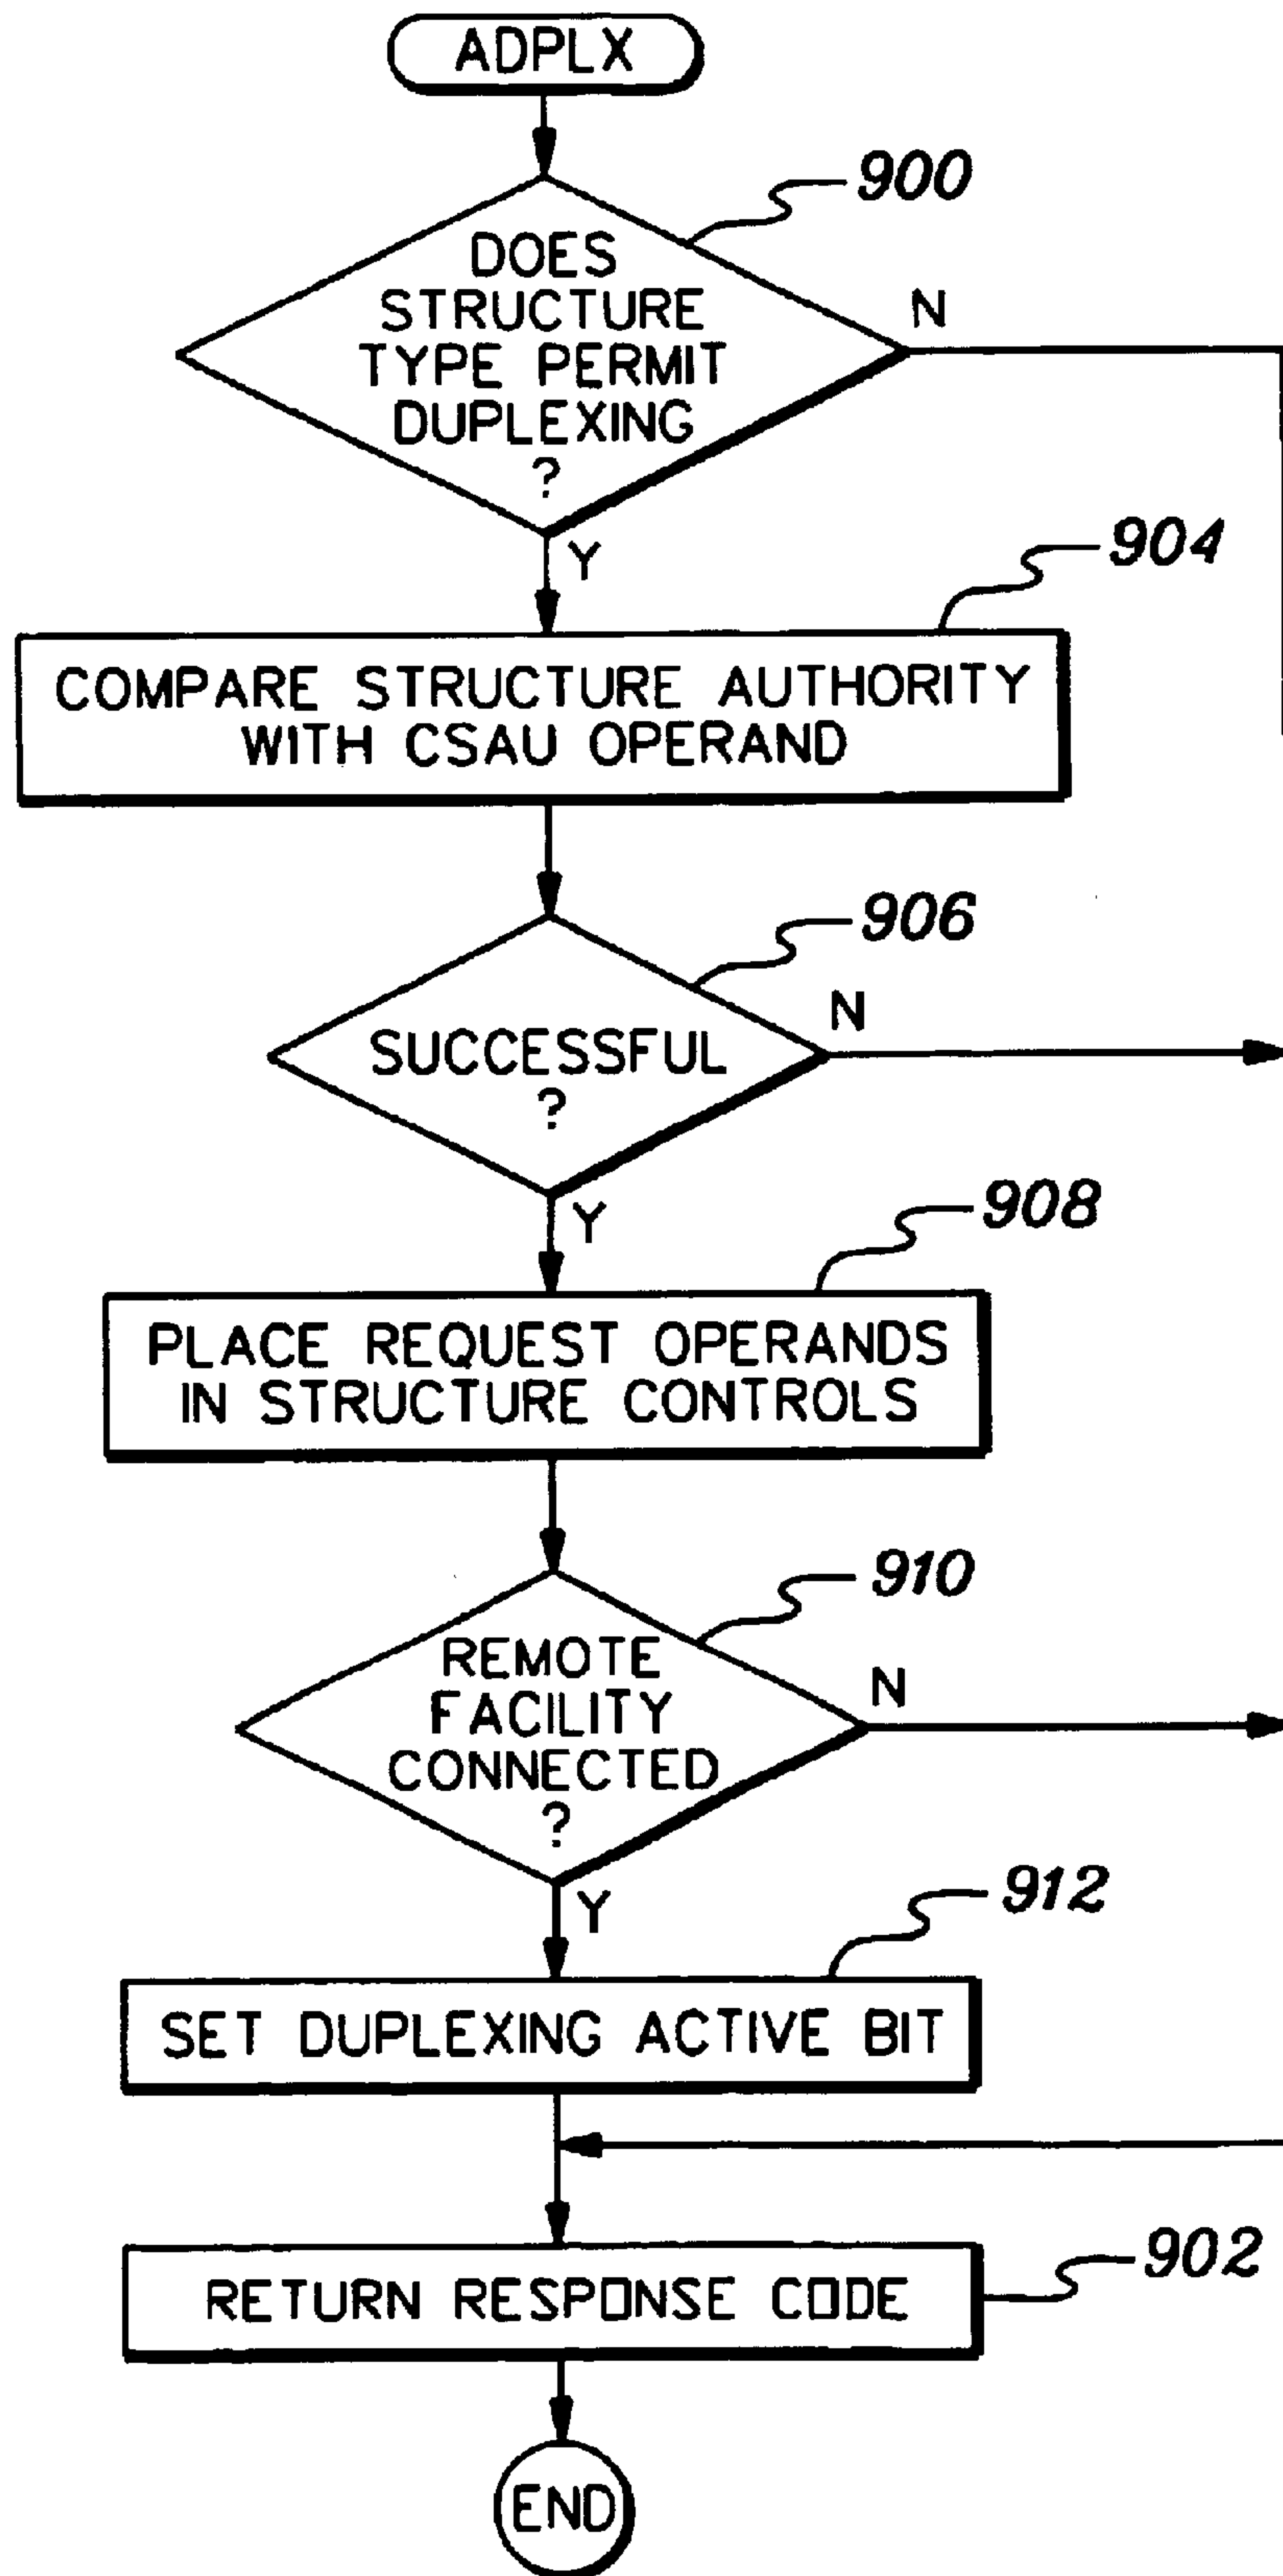 ADPLX
900
DOES
STRUCTURE
TYPE PERMIT
DUPLEXING
?
N
Y
904
COMPARE STRUCTURE AUTHORITY
WITH CSAU OPERAND
906
SUCCESSFUL
?
N
Y
908
PLACE REQUEST OPERANDS
IN STRUCTURE CONTROLS
910
REMOTE
FACILITY
CONNECTED
?
N
Y
912
SET DUPLEXING ACTIVE BIT
902
RETURN RESPONSE CODE
END